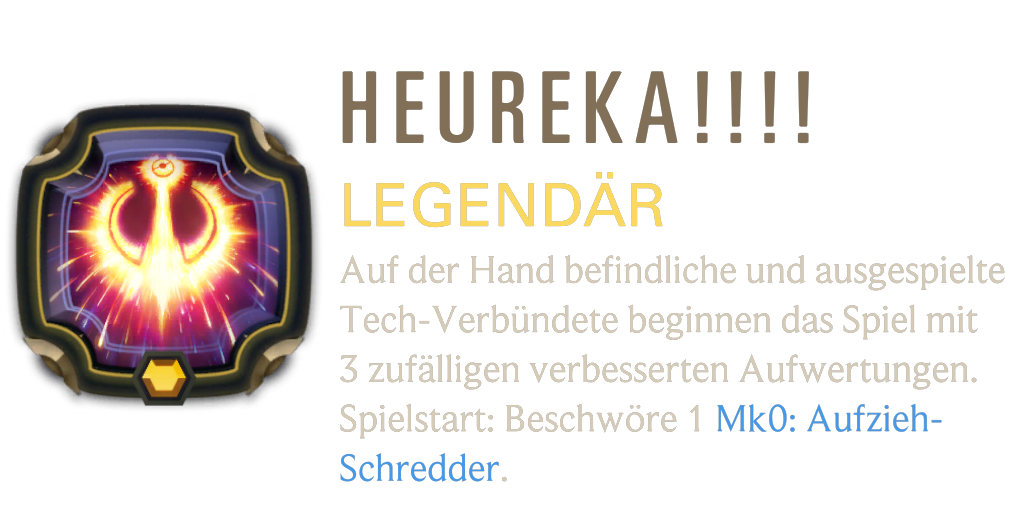 HEUREKA!!!!
LEGENDÄR
Auf der Hand befindliche und ausgespielte
Tech-Verbündete beginnen das Spiel mit
3 zufälligen verbesserten Aufwertungen.
Spielstart: Beschwöre 1 Mk0: Aufzieh-
Schredder.